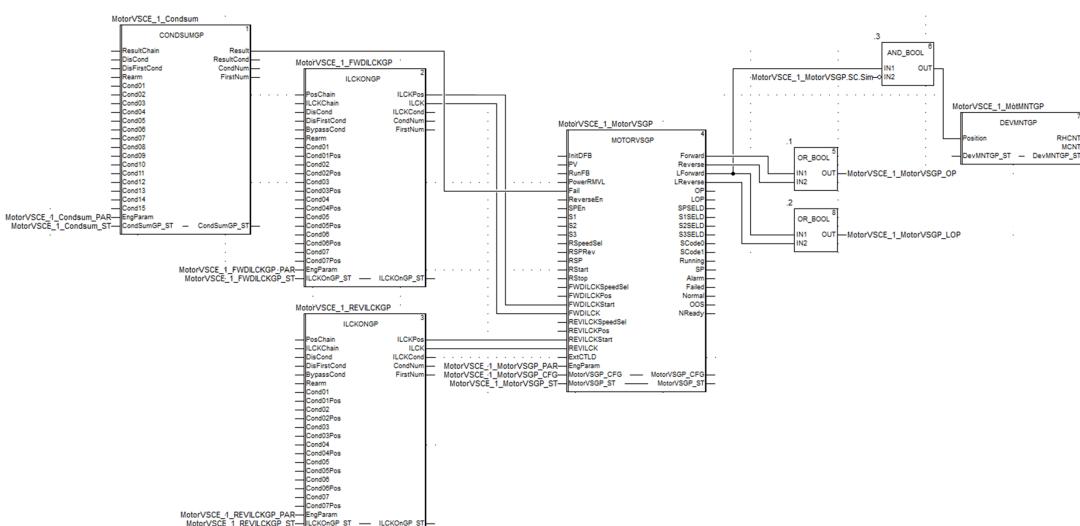 MotorVSCE_1_Condsum
1
CONDSUMGP
ResultChain Result
DisCond ResultCond
DisFirstCond CondNum
Rearm FirstNum
Cond01
Cond02
Cond03
Cond04
Cond05
Cond06
Cond07
Cond08
Cond09
Cond10
Cond11
Cond12
Cond13
Cond14
Cond15
MotorVSCE_1_Condsum_PAR EngParam
MotorVSCE_1_Condsum_ST CondSumGP_ST CondSumGP_ST
MotorVSCE_1_FWDILCKGP
2
ILCKONGP
PosChain ILCKPos
ILCKChain ILCK
DisCond ILCKCond
DisFirstCond CondNum
BypassCond FirstNum
Rearm
Cond01
Cond01Pos
Cond02
Cond02Pos
Cond03
Cond03Pos
Cond04
Cond04Pos
Cond05
Cond05Pos
Cond06
Cond06Pos
Cond07
Cond07Pos
MotorVSCE_1_FWDILCKGP_PAR EngParam
MotorVSCE_1_FWDILCKGP_ST ILCKOnGP_ST ILCKOnGP_ST
MotorVSCE_1_REVILCKGP
3
ILCKONGP
PosChain ILCKPos
ILCKChain ILCK
DisCond ILCKCond
DisFirstCond CondNum
BypassCond FirstNum
Rearm
Cond01
Cond01Pos
Cond02
Cond02Pos
Cond03
Cond03Pos
Cond04
Cond04Pos
Cond05
Cond05Pos
Cond06
Cond06Pos
Cond07
Cond07Pos
MotorVSCE_1_REVILCKGP_PAR EngParam
MotorVSCE_1_REVILCKGP_ST ILCKOnGP_ST ILCKOnGP_ST
MotorVSCE_1_MotorVSGP
4
MOTORVSGP
InitDFB Forward
PV Reverse
RunFB LForward
PowerRMVL LReverse
Fail OP
ReverseEn LOP
SPEn SPSELD
S1 S1SELD
S2 S2SELD
S3 S3SELD
RSpeedSel SCode0
RSPRev SCode1
RSP Running
RStart SP
RStop Alarm
FWDILCKSpeedSel Failed
FWDILCKPos Normal
FWDILCKStart OOS
FWDILCK NReady
REVILCKSpeedSel
REVILCKPos
REVILCKStart
REVILCK
ExtCTLD
MotorVSCE_1_MotorVSGP_PAR EngParam
MotorVSCE_1_MotorVSGP_CFG MotorVSGP_CFG MotorVSGP_CFG
MotorVSCE_1_MotorVSGP_ST MotorVSGP_ST MotorVSGP_ST
.1
5
OR_BOOL
IN1 OUT MotorVSCE_1_MotorVSGP_OP
IN2
.2
8
OR_BOOL
IN1 OUT MotorVSCE_1_MotorVSGP_LOP
IN2
.3
6
AND_BOOL
IN1 OUT
MotorVSCE_1_MotorVSGP.SC.Sim IN2
MotorVSCE_1_MotMNTGP
7
DEVMNTGP
Position RHCNT
MCNT
DevMNTGP_ST DevMNTGP_ST